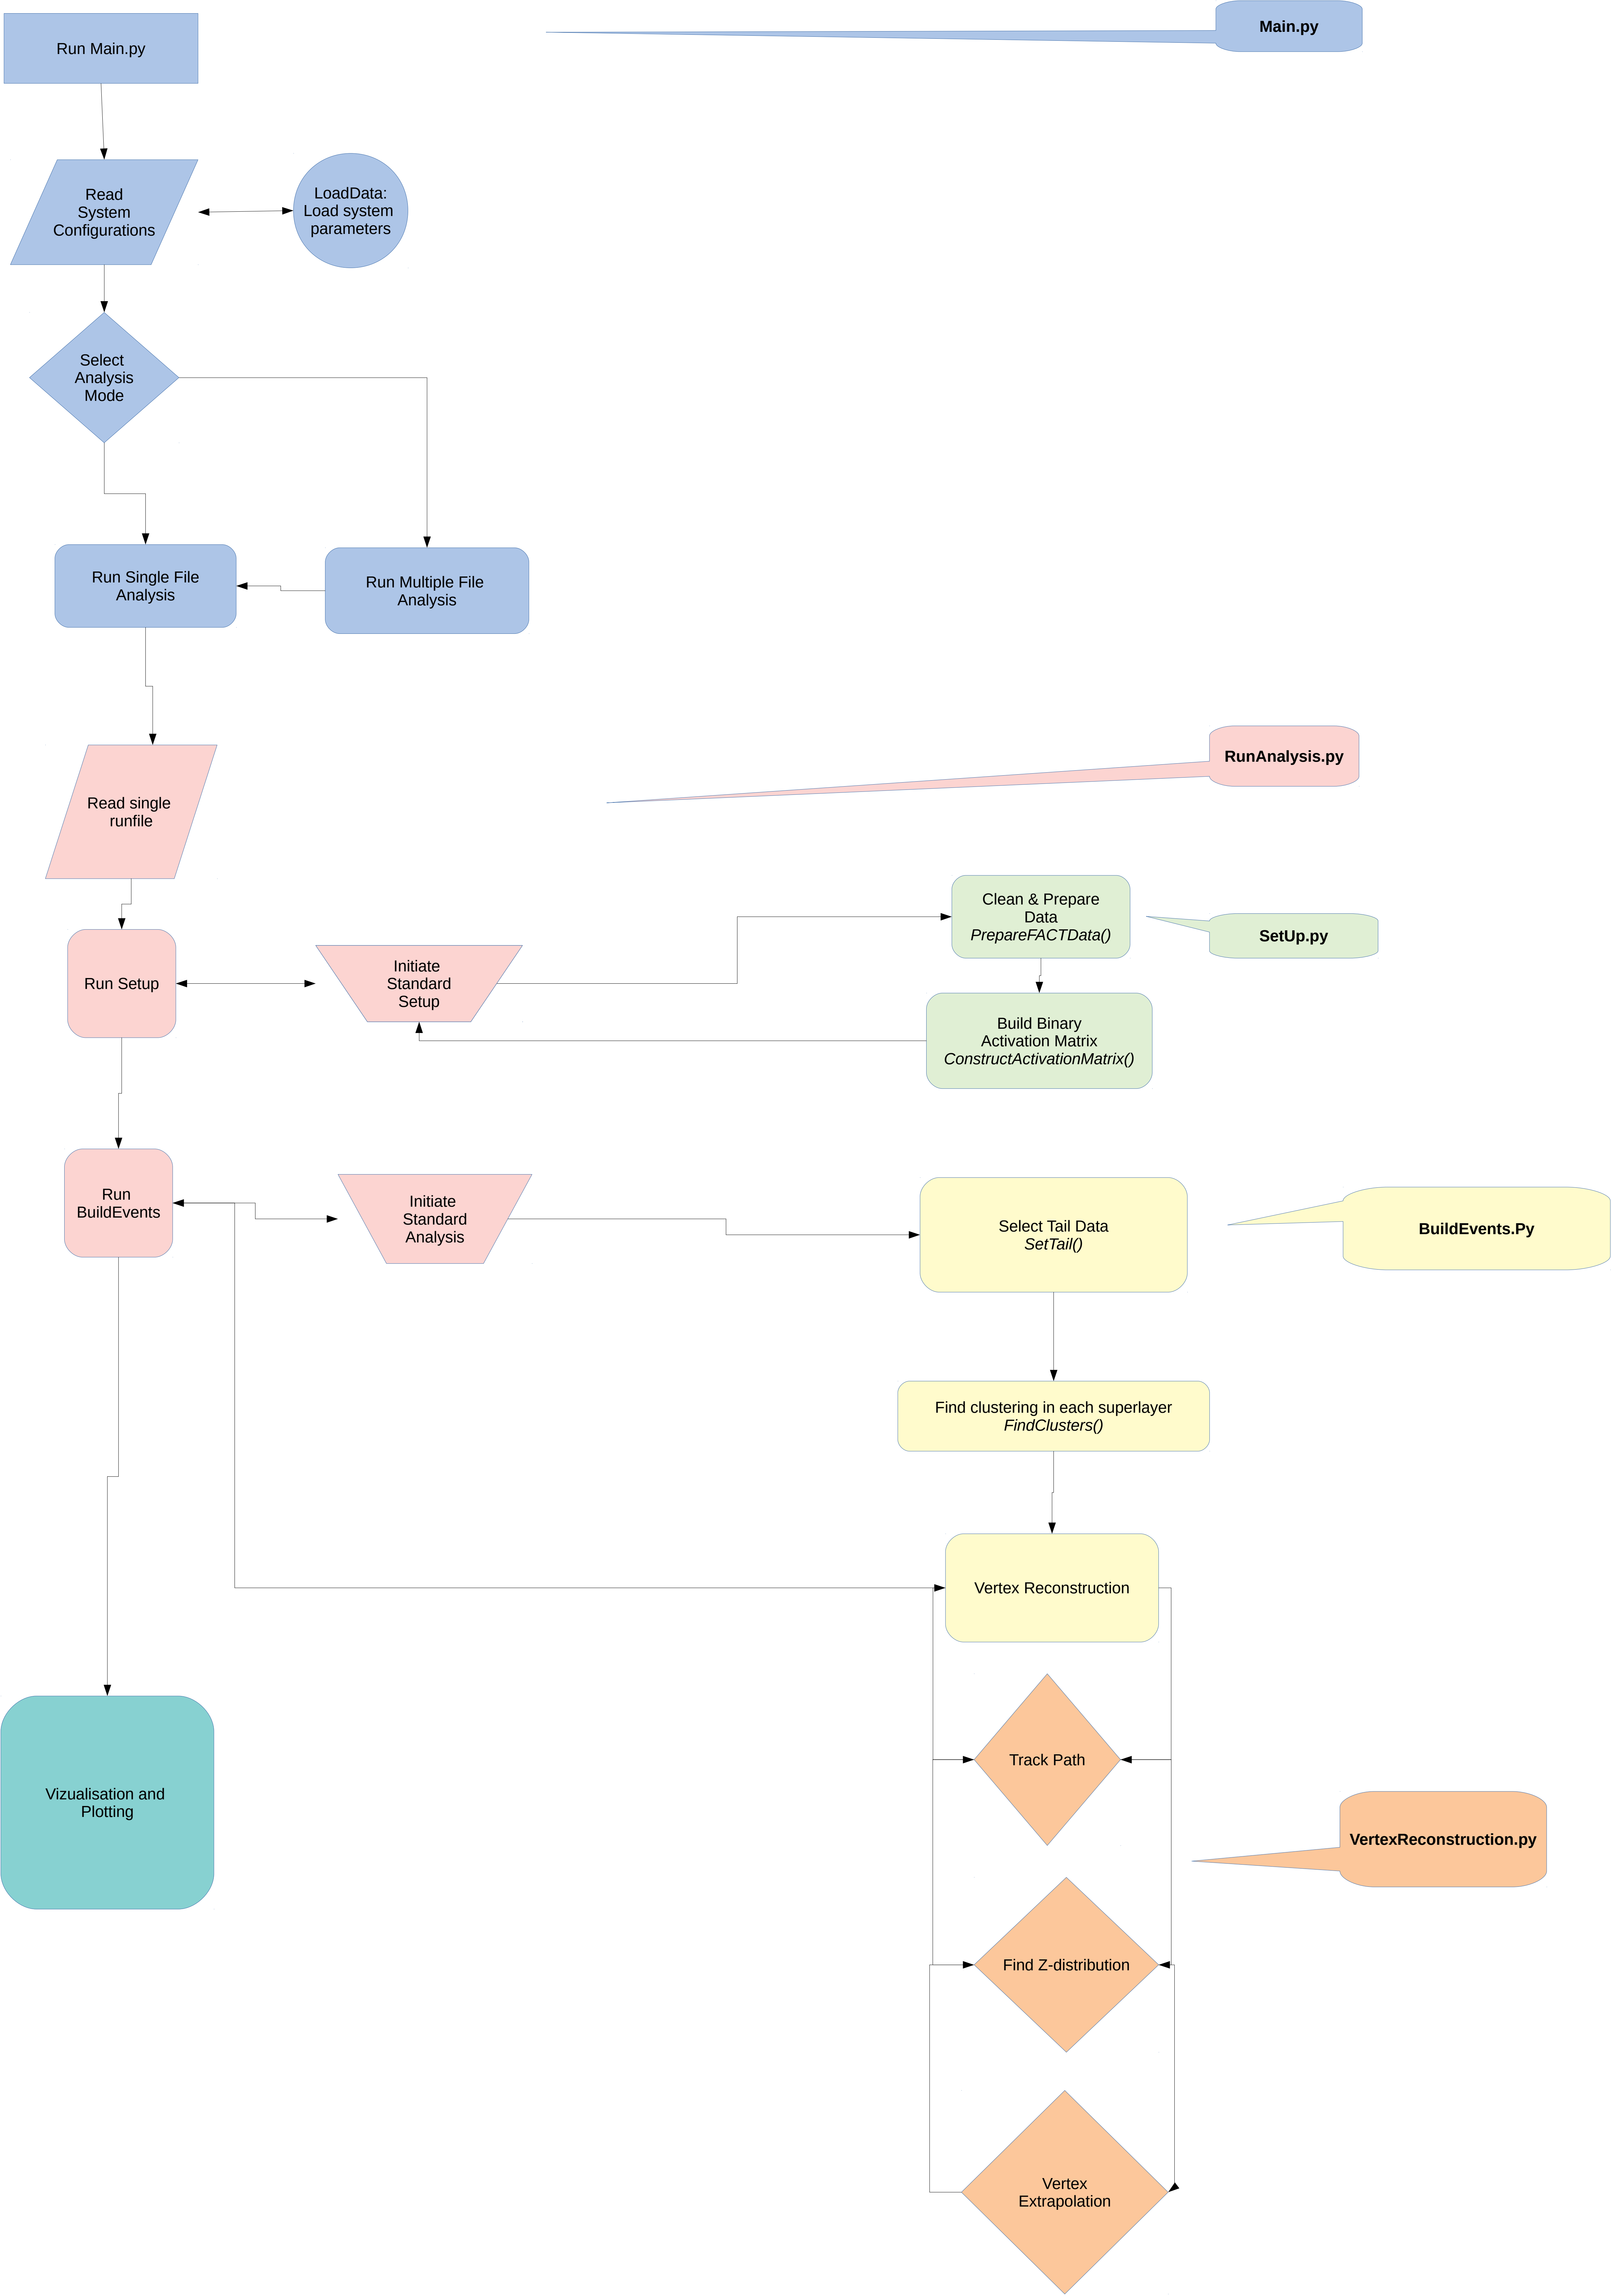 Run Main.py
Main.py
Read
System
Configurations
LoadData:
Load system
parameters
Select
Analysis
Mode
Run Single File
Analysis
Run Multiple File
Analysis
RunAnalysis.py
Read single
runfile
Clean & Prepare
Data
PrepareFACTData()
SetUp.py
Run Setup
Initiate
Standard
Setup
Build Binary
Activation Matrix
ConstructActivationMatrix()
Run
BuildEvents
Initiate
Standard
Analysis
Select Tail Data
SetTail()
BuildEvents.Py
Find clustering in each superlayer
FindClusters()
Vertex Reconstruction
Track Path
Vizualisation and
Plotting
VertexReconstruction.py
Find Z-distribution
Vertex
Extrapolation